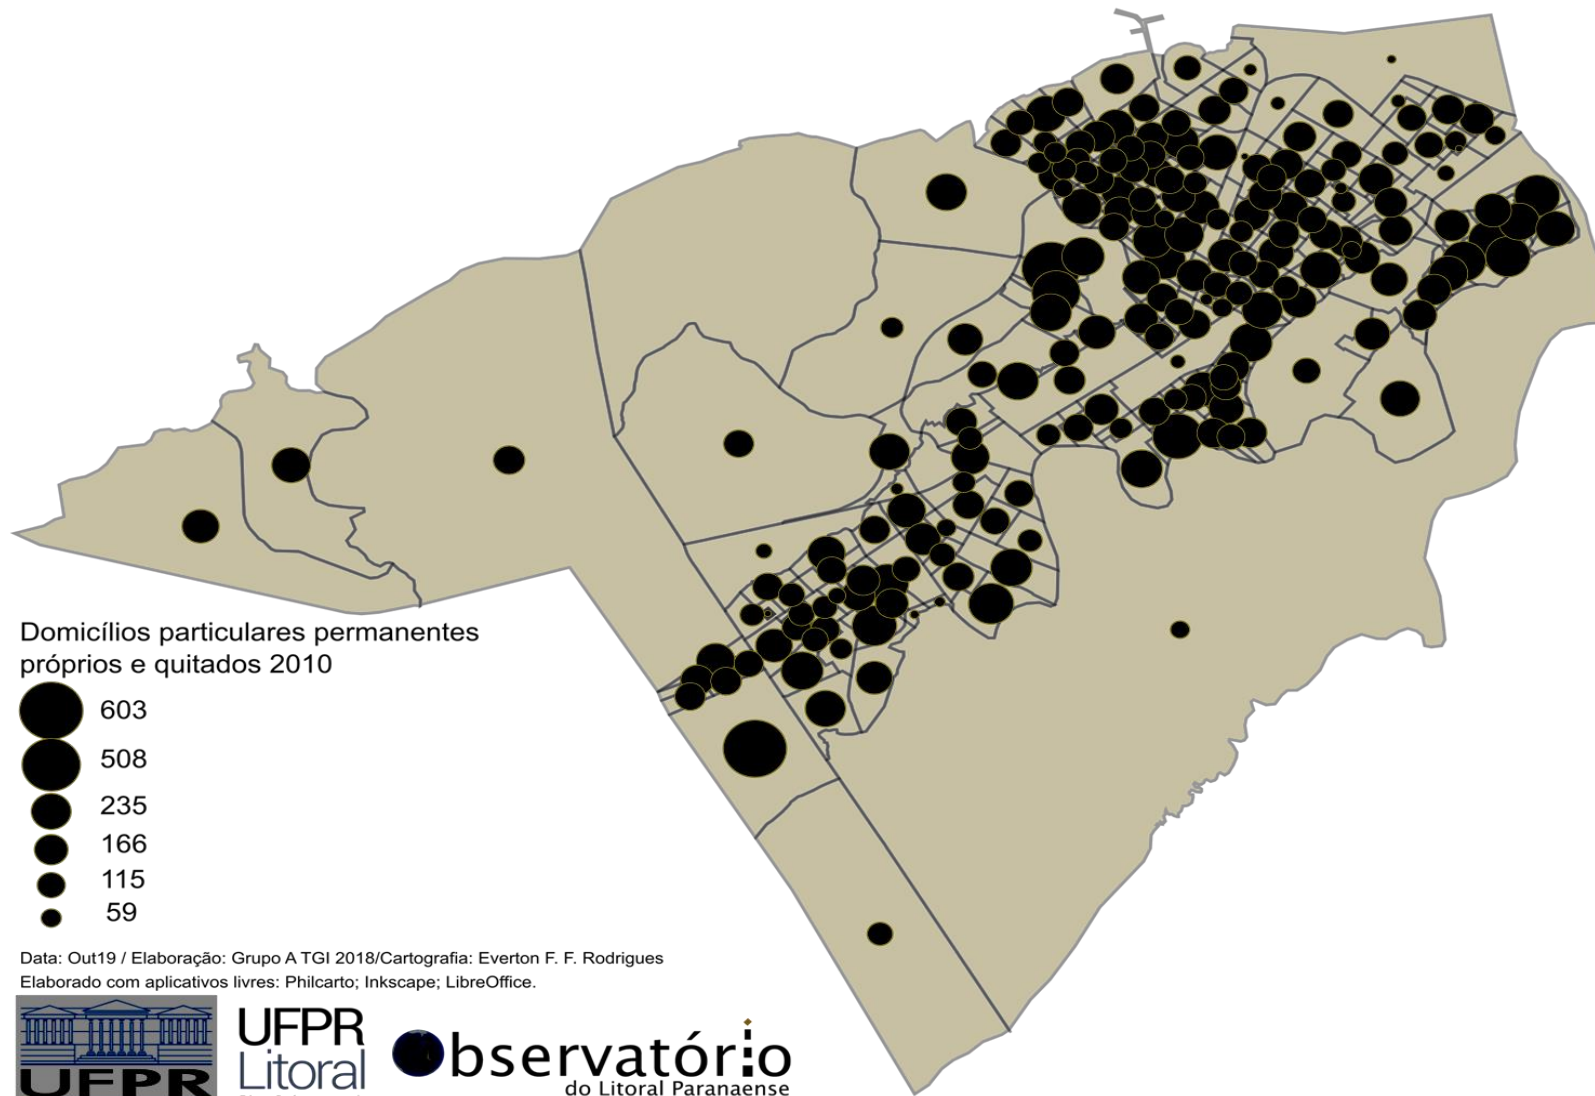 Domicílios particulares permanentes
próprios e quitados 2010
603
508
235
166
115
59
Data: Out19 / Elaboração: Grupo A TGI 2018/Cartografia: Everton F. F. Rodrigues
Elaborado com aplicativos livres: Philcarto; Inkscape; LibreOffice.
UFPR
UFPR
Litoral
Observatório
do Litoral Paranaense